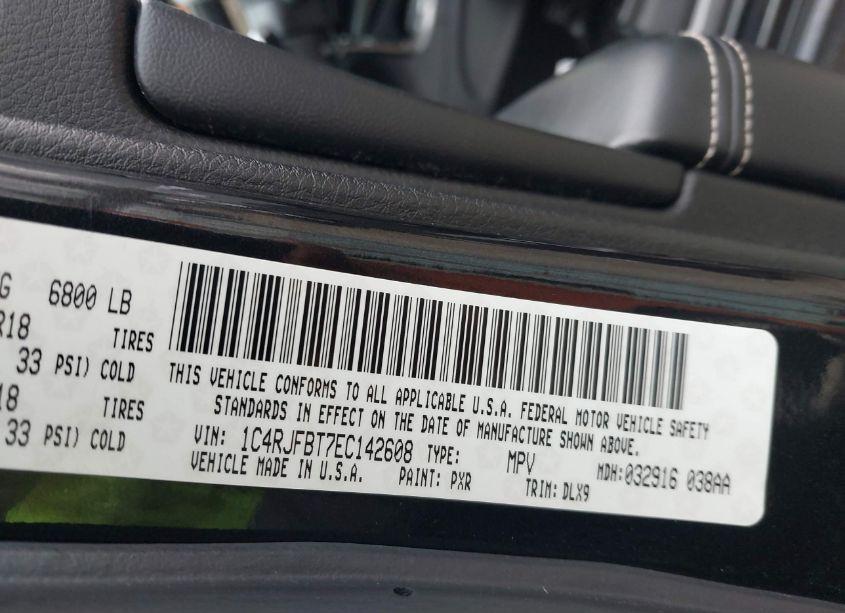 G 6800 LB
R18 TIRES
33 PSI) COLD
18 TIRES
33 PSI) COLD
THIS VEHICLE CONFORMS TO ALL APPLICABLE U.S.A. FEDERAL MOTOR VEHICLE SAFETY
STANDARDS IN EFFECT ON THE DATE OF MANUFACTURE SHOWN ABOVE.
VIN: 1C4RJFBT7EC142608 TYPE: MPV MDH:032916 038AA
VEHICLE MADE IN U.S.A. PAINT: PXR TRIM: DLX9